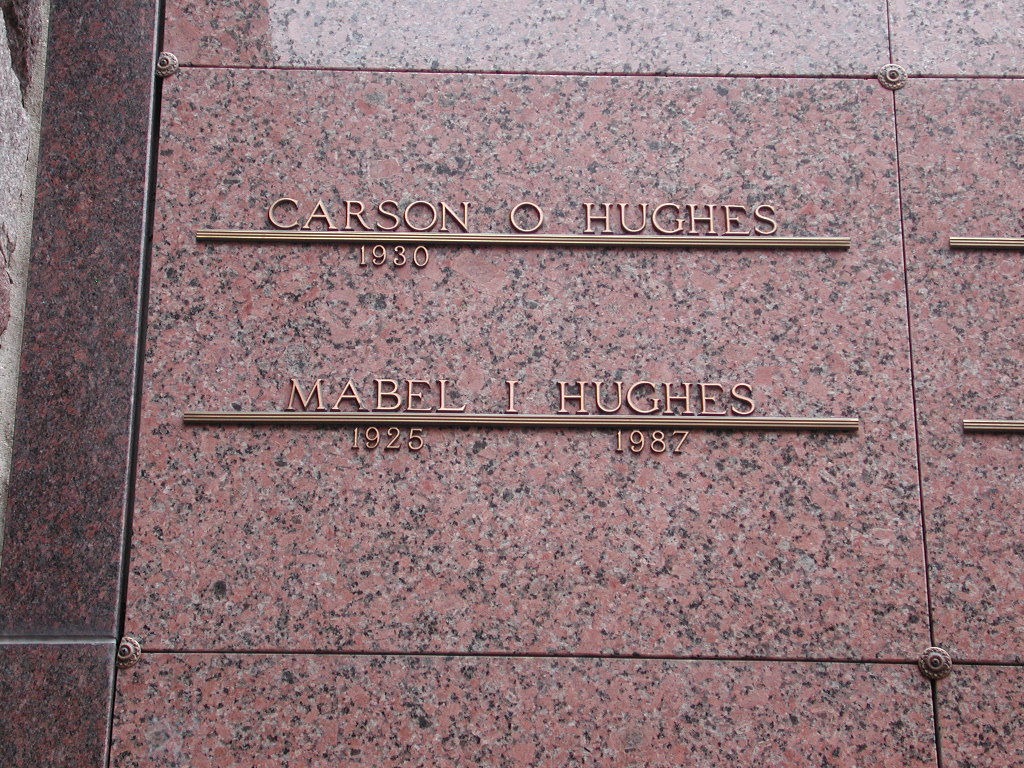 CARSON O HUGHES
1930
MABEL I HUGHES
1925 1987